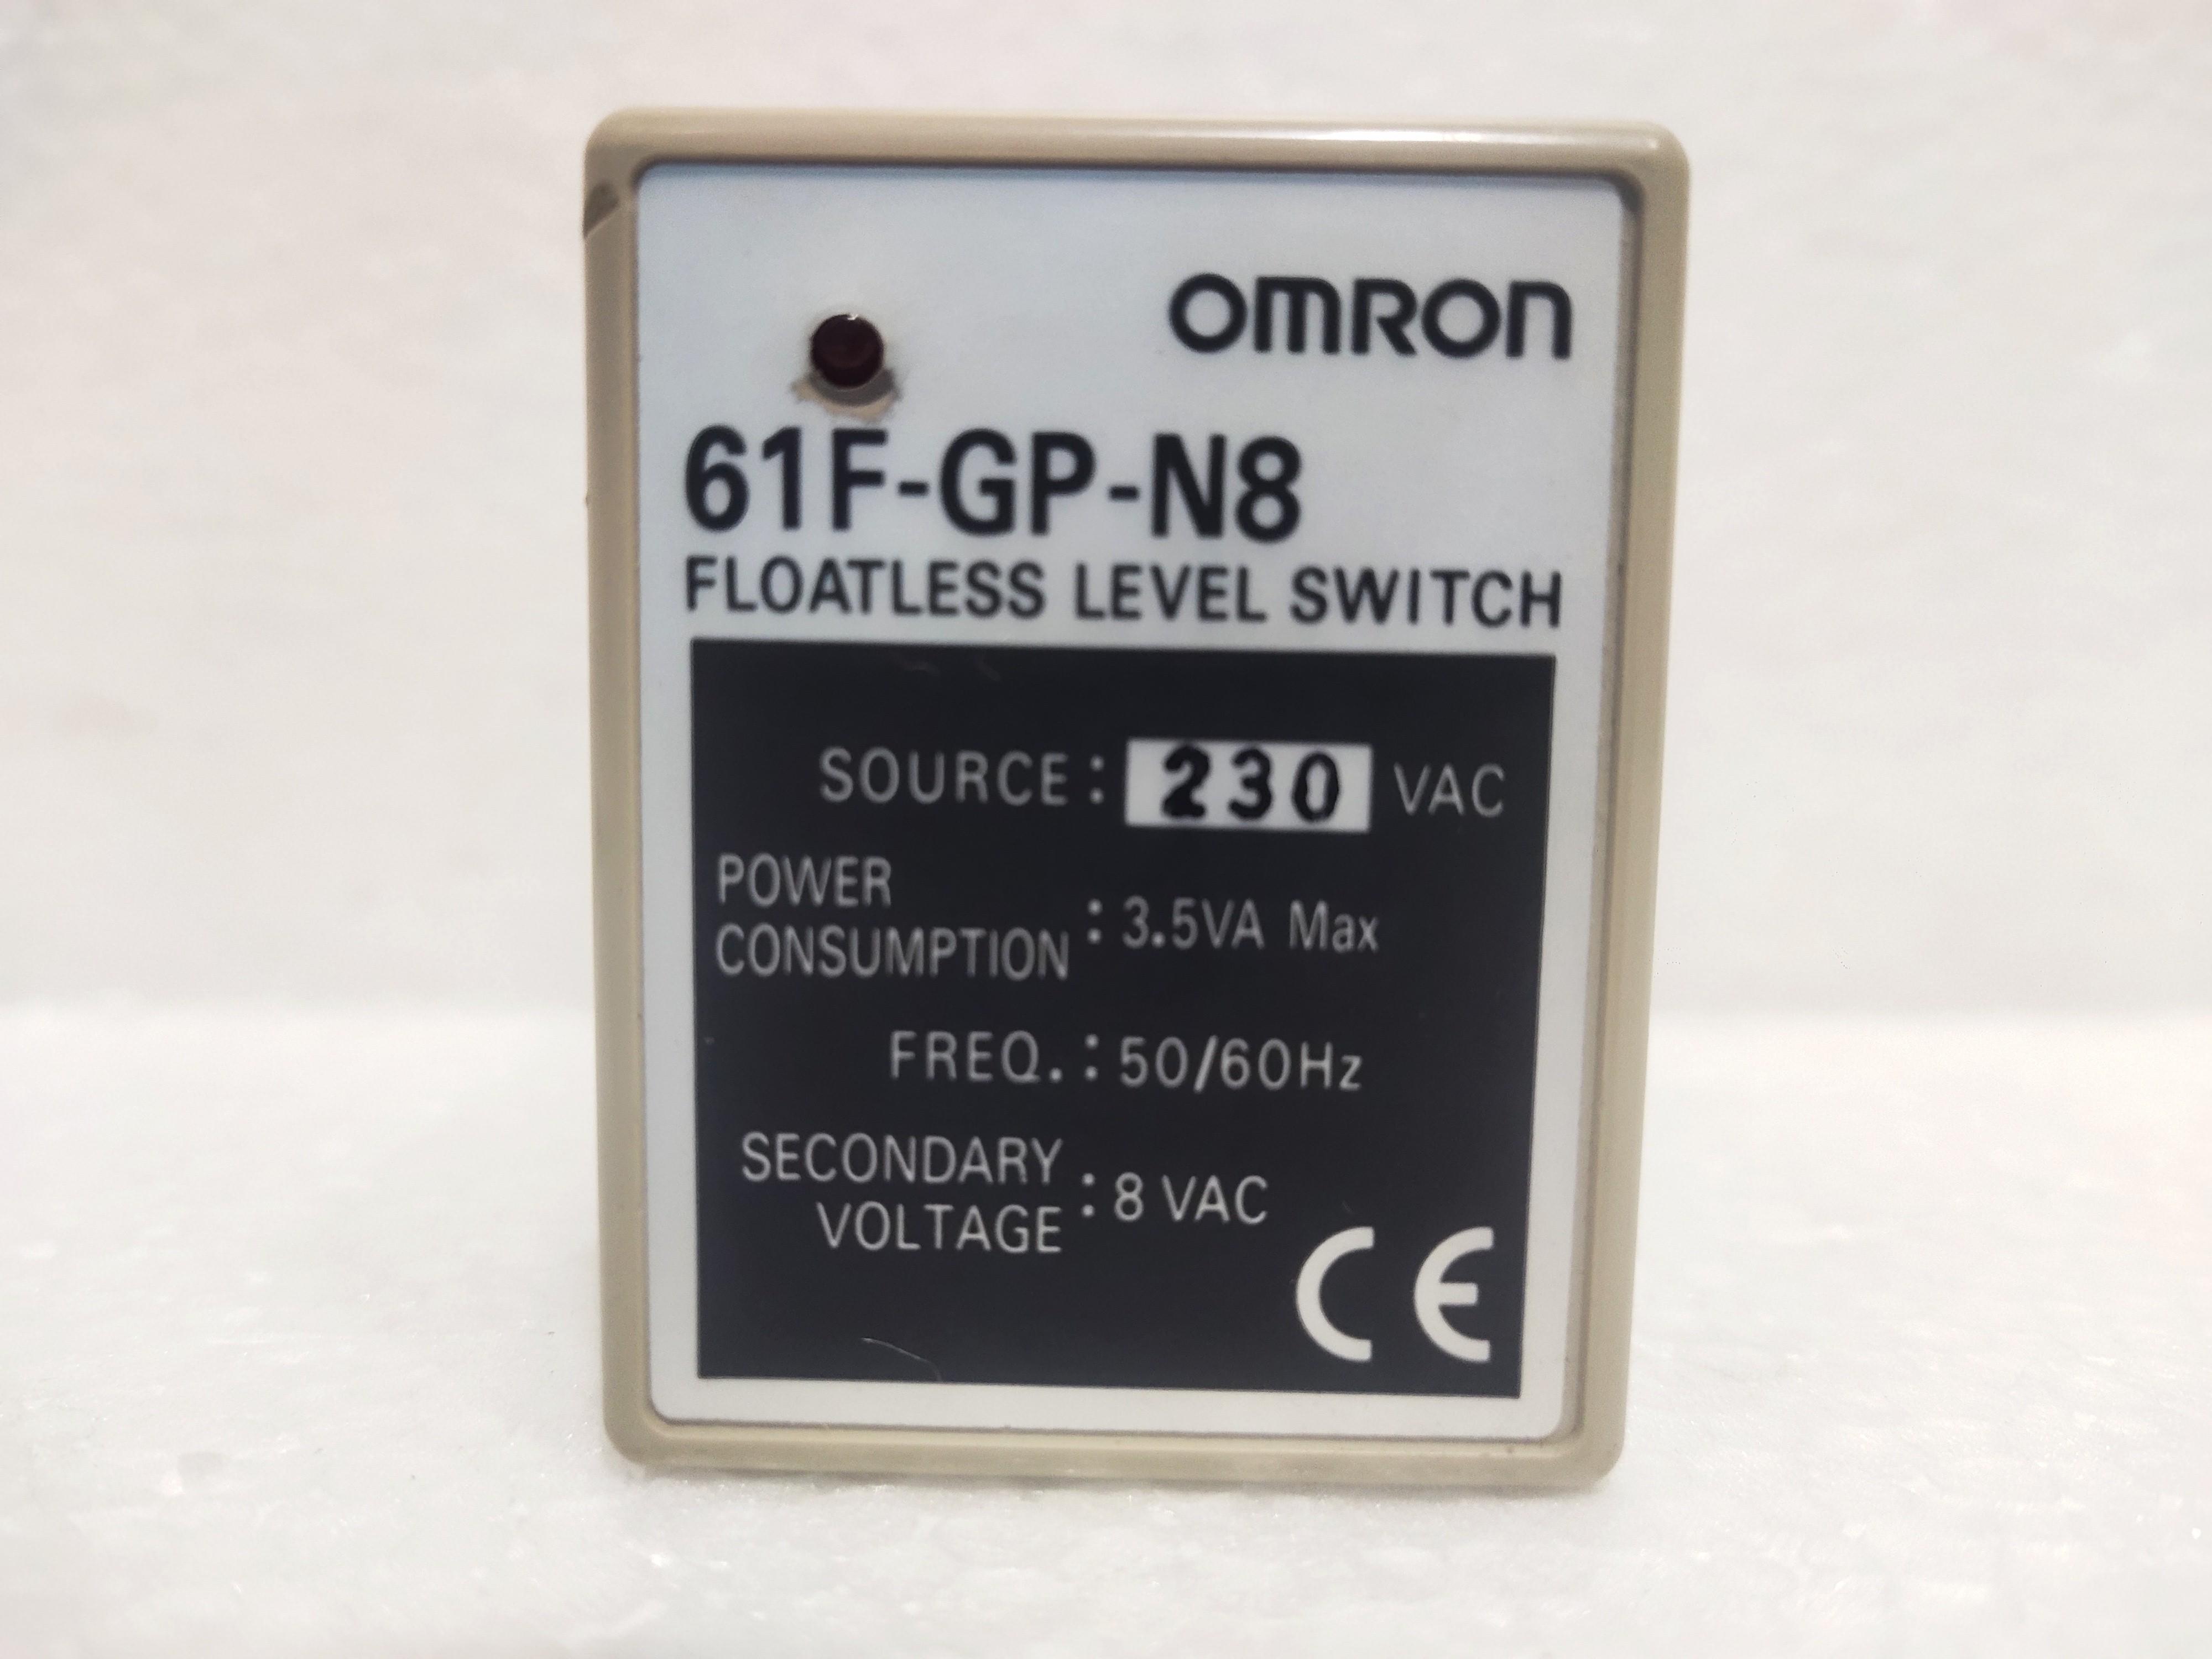 OMRON
61F-GP-N8
FLOATLESS LEVEL SWITCH
SOURCE : 230 VAC
POWER
CONSUMPTION : 3.5VA Max
FREQ. : 50/60Hz
SECONDARY
VOLTAGE : 8 VAC
CE